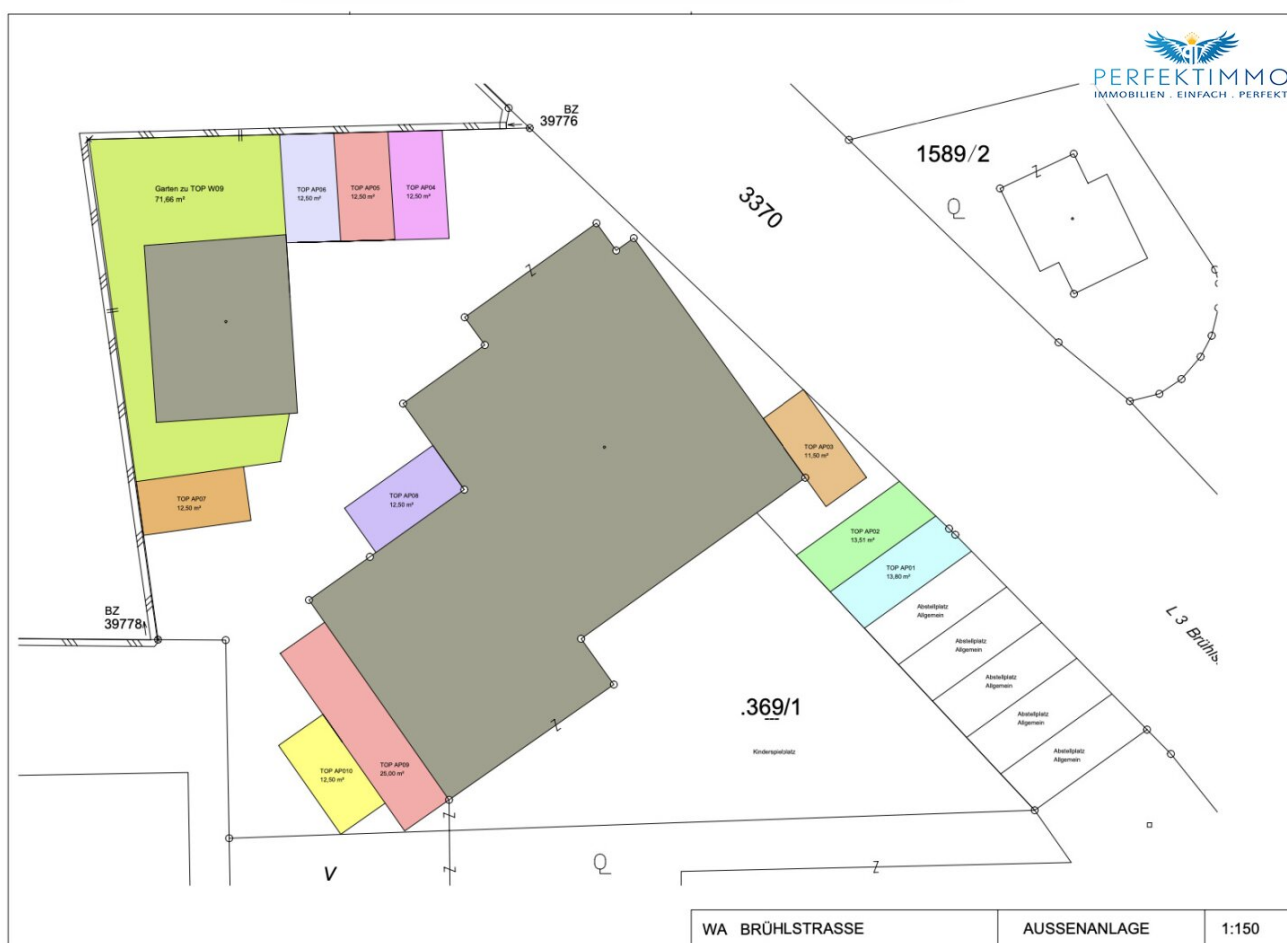 PERFEKTIMMO
IMMOBILIEN . EINFACH . PERFEKT
BZ
39776
1589/2
3370
Garten zu TOP W09
71,66 m²
TOP AP06
12,50 m²
TOP AP05
12,50 m²
TOP AP04
12,50 m²
TOP AP03
11,50 m²
TOP AP07
12,50 m²
TOP AP08
12,50 m²
TOP AP02
13,51 m²
TOP AP01
13,80 m²
BZ
39778
Abstellplatz
Allgemein
Abstellplatz
Allgemein
Abstellplatz
Allgemein
Abstellplatz
Allgemein
Abstellplatz
Allgemein
L 3 Brühls
.369/1
Kinderspielplatz
TOP AP09
25,00 m²
TOP AP010
12,50 m²
V
WA BRÜHLSTRASSE
AUSSENANLAGE
1:150